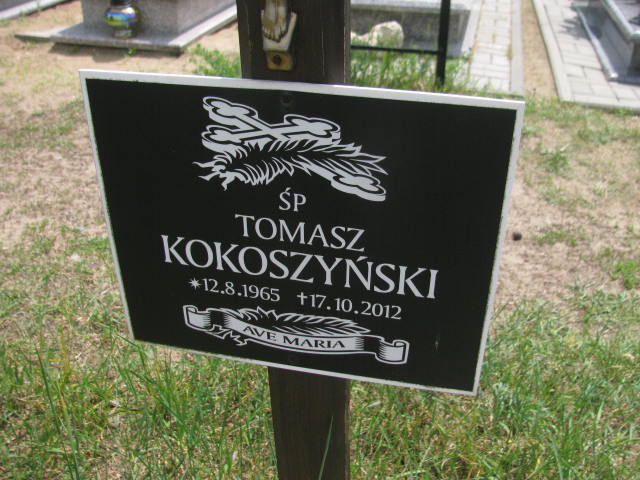 ŚP
TOMASZ
KOKOSZYŃSKI
*12.8.1965 †17.10.2012
AVE MARIA